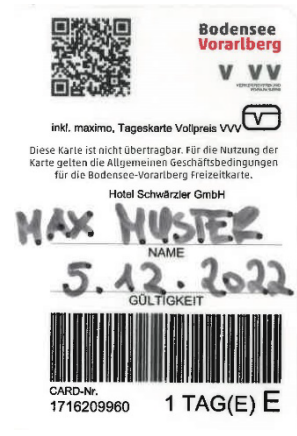 Bodensee
Vorarlberg
V VVV
inkl. maximo, Tageskarte Vollpreis VVV
Diese Karte ist nicht übertragbar. Für die Nutzung der
Karte gelten die Allgemeinen Geschäftsbedingungen
für die Bodensee-Vorarlberg Freizeitkarte.
Hotel Schwärzler GmbH
MAX MUSTER
NAME
5.12.2022
GÜLTIGKEIT
CARD-Nr.
1716209960
1 TAG(E) E